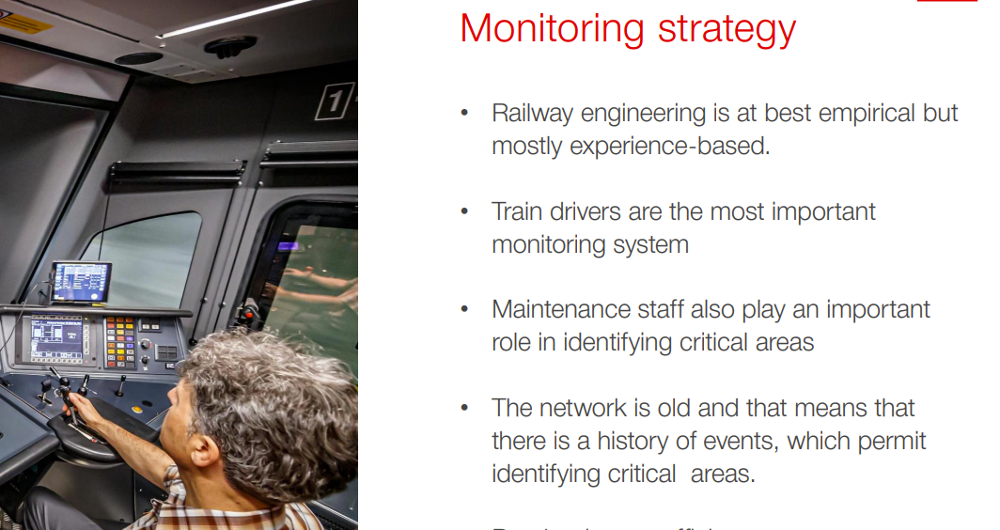 Monitoring strategy
1
• Railway engineering is at best empirical but
mostly experience-based.
• Train drivers are the most important
monitoring system
• Maintenance staff also play an important
role in identifying critical areas
• The network is old and that means that
there is a history of events, which permit
identifying critical  areas.